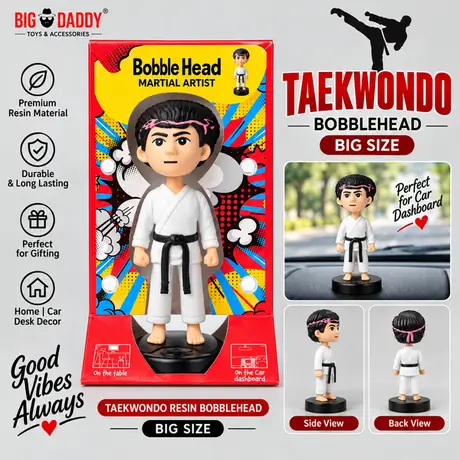 BIG DADDY
TOYS & ACCESSORIES
Premium
Resin Material
Durable
& Long Lasting
Perfect
for Gifting
Home | Car
Desk Decor
Good
Vibes
Always
Bobble Head
MARTIAL ARTIST
On the table
On the Car
dashboard
TAEKWONDO RESIN BOBBLEHEAD
BIG SIZE
TAEKWONDO
BOBBLEHEAD
BIG SIZE
Perfect
for Car
Dashboard
Side View
Back View